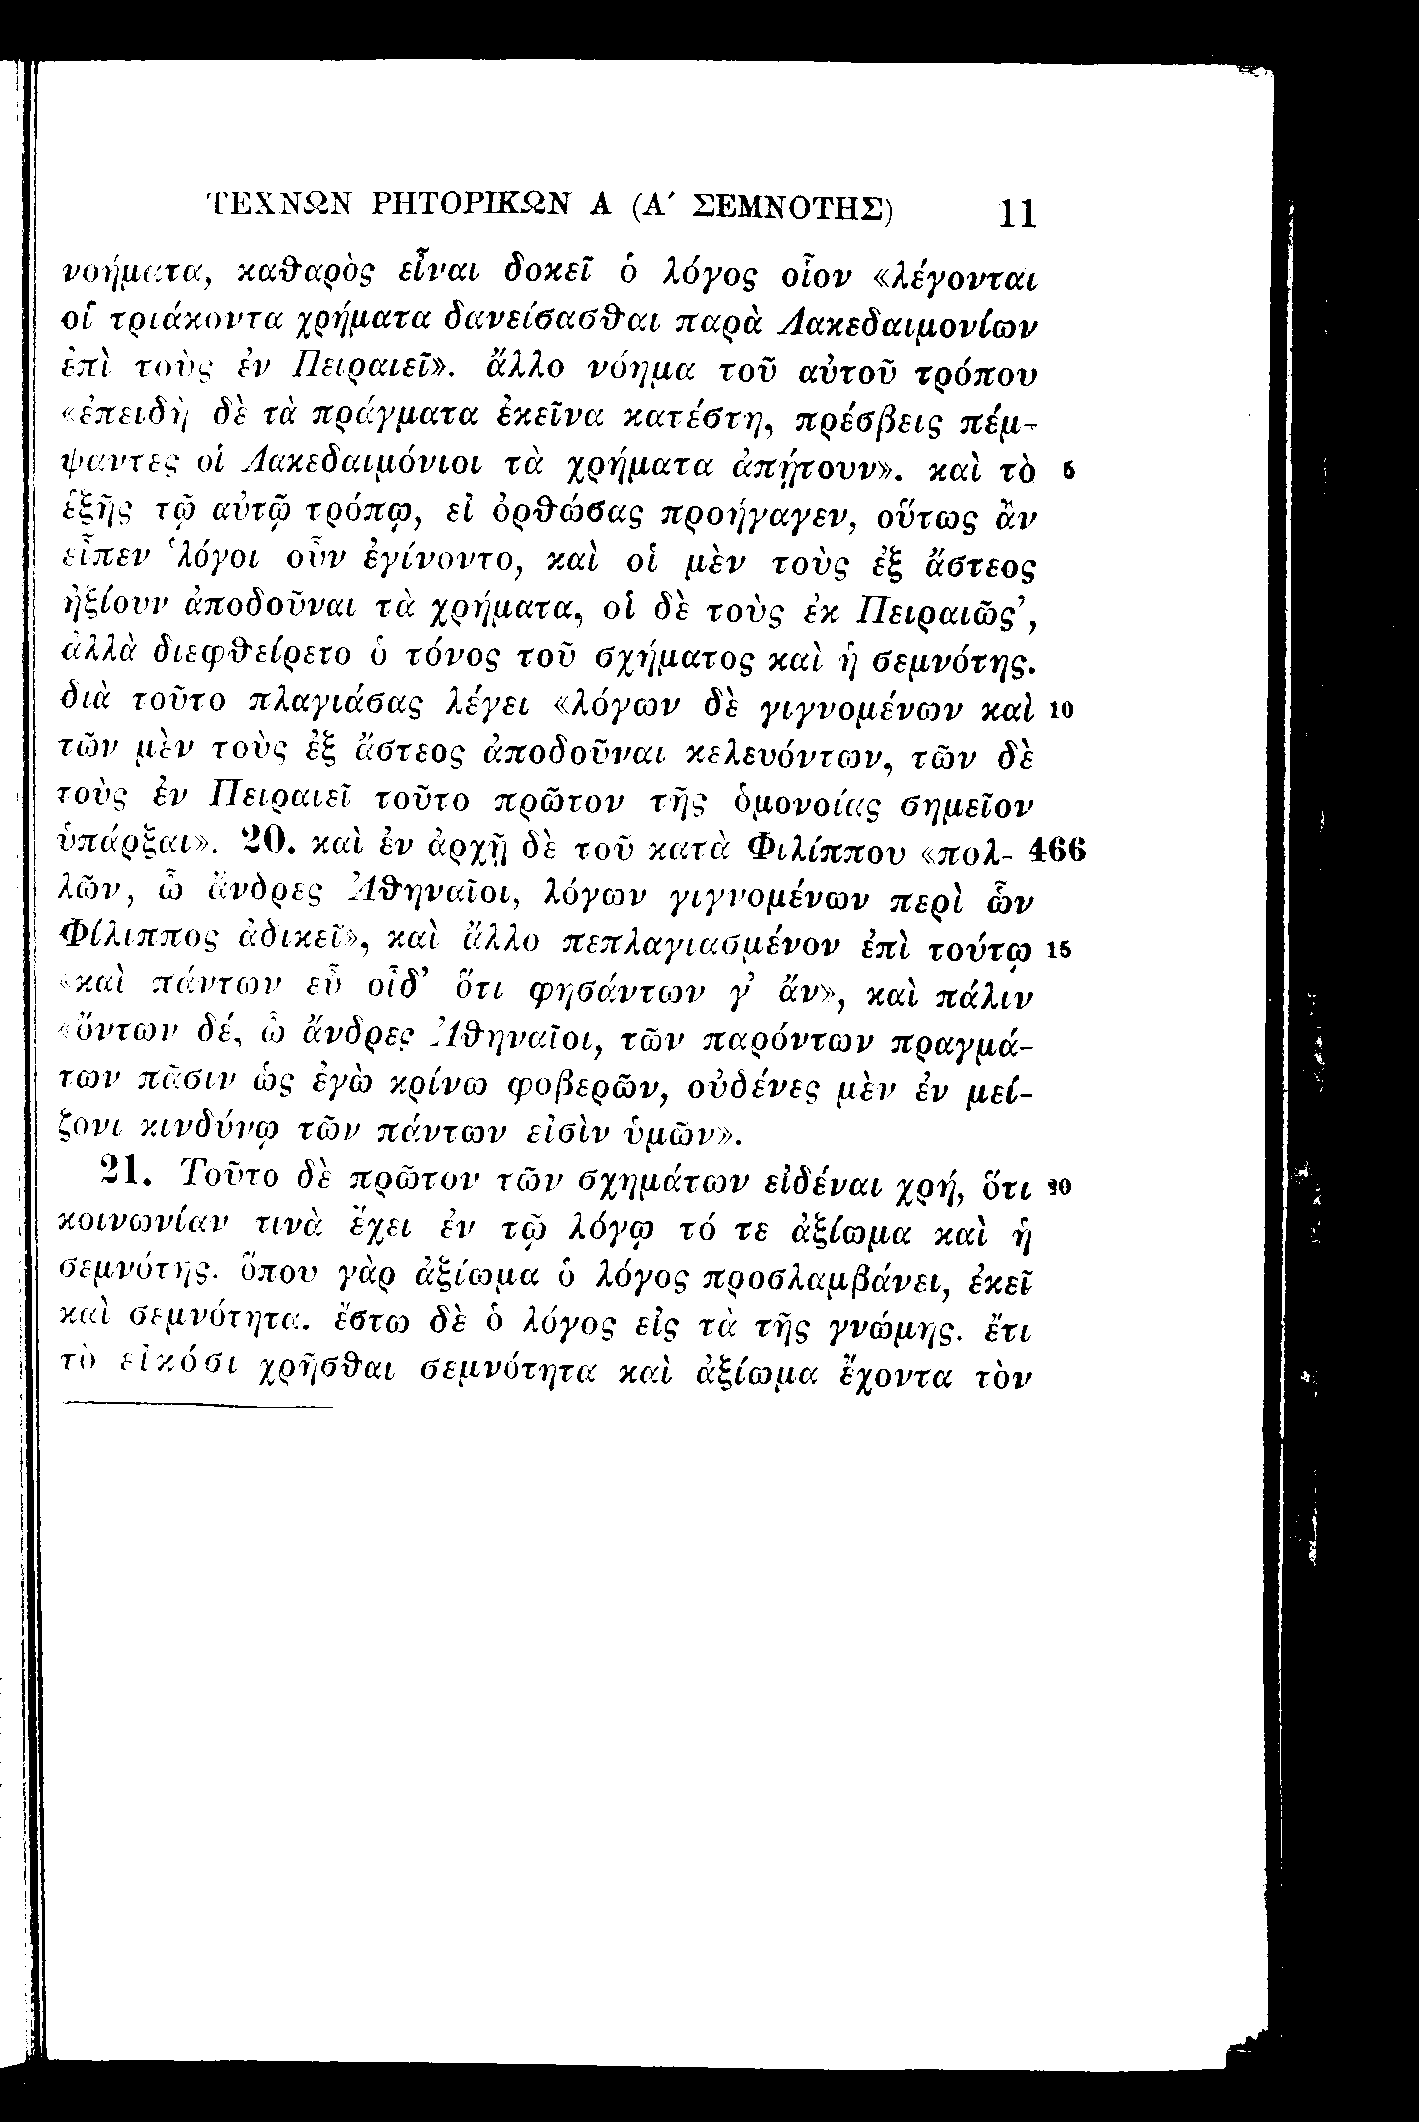 ΤΕΧΝΩΝ ΡΗΤΟΡΙΚΩΝ Α (Α΄ ΣΕΜΝΟΤΗΣ) 11
νοήματα, καθαρὸς εἶναι δοκεῖ ὁ λόγος οἷον «λέγονται
οἱ τριάκοντα χρήματα δανείσασθαι παρὰ Λακεδαιμονίων
ἐπὶ τοὺς ἐν Πειραιεῖ». ἄλλο νόημα τοῦ αὐτοῦ τρόπου
«ἐπειδὴ δὲ τὰ πράγματα ἐκεῖνα κατέστη, πρέσβεις πέμ-
ψαντες οἱ Λακεδαιμόνιοι τὰ χρήματα ἀπῄτουν». καὶ τὸ 5
ἑξῆς τῷ αὐτῷ τρόπῳ, εἰ ὀρθώσας προήγαγεν, οὕτως ἂν
εἶπεν ‘λόγοι οὖν ἐγίνοντο, καὶ οἱ μὲν τοὺς ἐξ ἄστεος
ἠξίουν ἀποδοῦναι τὰ χρήματα, οἱ δὲ τοὺς ἐκ Πειραιῶς’,
ἀλλὰ διεφθείρετο ὁ τόνος τοῦ σχήματος καὶ ἡ σεμνότης.
διὰ τοῦτο πλαγιάσας λέγει «λόγων δὲ γιγνομένων καὶ 10
τῶν μὲν τοὺς ἐξ ἄστεος ἀποδοῦναι κελευόντων, τῶν δὲ
τοὺς ἐν Πειραιεῖ τοῦτο πρῶτον τῆς ὁμονοίας σημεῖον
ὑπάρξαι». 20. καὶ ἐν ἀρχῇ δὲ τοῦ κατὰ Φιλίππου «πολ- 466
λῶν, ὦ ἄνδρες Ἀθηναῖοι, λόγων γιγνομένων περὶ ὧν
Φίλιππος ἀδικεῖ», καὶ ἄλλο πεπλαγιασμένον ἐπὶ τούτῳ 15
«καὶ πάντων εὖ οἶδ’ ὅτι φησάντων γ’ ἄν», καὶ πάλιν
«ὄντων δέ, ὦ ἄνδρες Ἀθηναῖοι, τῶν παρόντων πραγμά-
των πᾶσιν ὡς ἐγὼ κρίνω φοβερῶν, οὐδένες μὲν ἐν μεί-
ζονι κινδύνῳ τῶν πάντων εἰσὶν ὑμῶν».
21. Τοῦτο δὲ πρῶτον τῶν σχημάτων εἰδέναι χρή, ὅτι 20
κοινωνίαν τινὰ ἔχει ἐν τῷ λόγῳ τό τε ἀξίωμα καὶ ἡ
σεμνότης. ὅπου γὰρ ἀξίωμα ὁ λόγος προσλαμβάνει, ἐκεῖ
καὶ σεμνότητα. ἔστω δὲ ὁ λόγος εἰς τὰ τῆς γνώμης. ἔτι
τὸ εἰκόσι χρῆσθαι σεμνότητα καὶ ἀξίωμα ἔχοντα τὸν